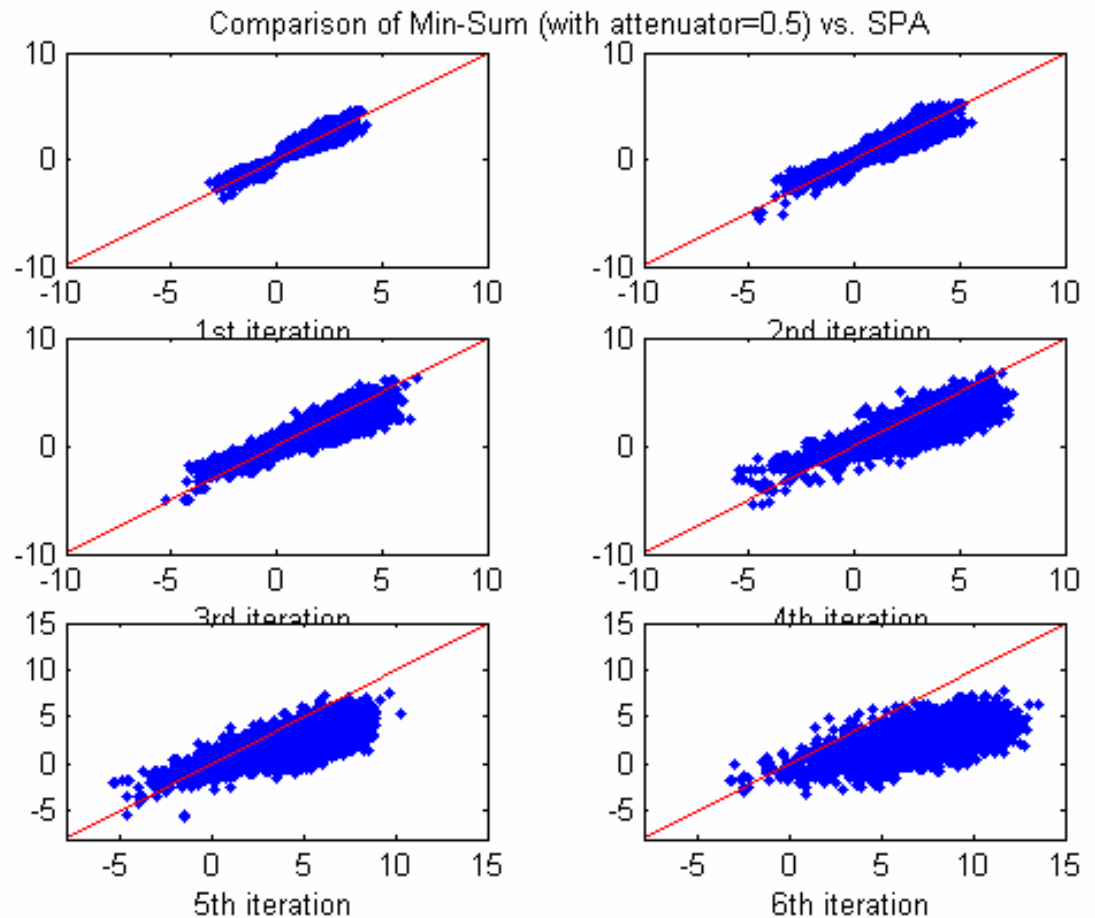 Comparison of Min-Sum (with attenuator=0.5) vs. SPA
10
0
-10
-10 -5 0 5 10
1st iteration
10
0
-10
-10 -5 0 5 10
2nd iteration
10
0
-10
-10 -5 0 5 10
3rd iteration
10
0
-10
-10 -5 0 5 10
4th iteration
15
10
5
0
-5
-5 0 5 10 15
5th iteration
15
10
5
0
-5
-5 0 5 10 15
6th iteration